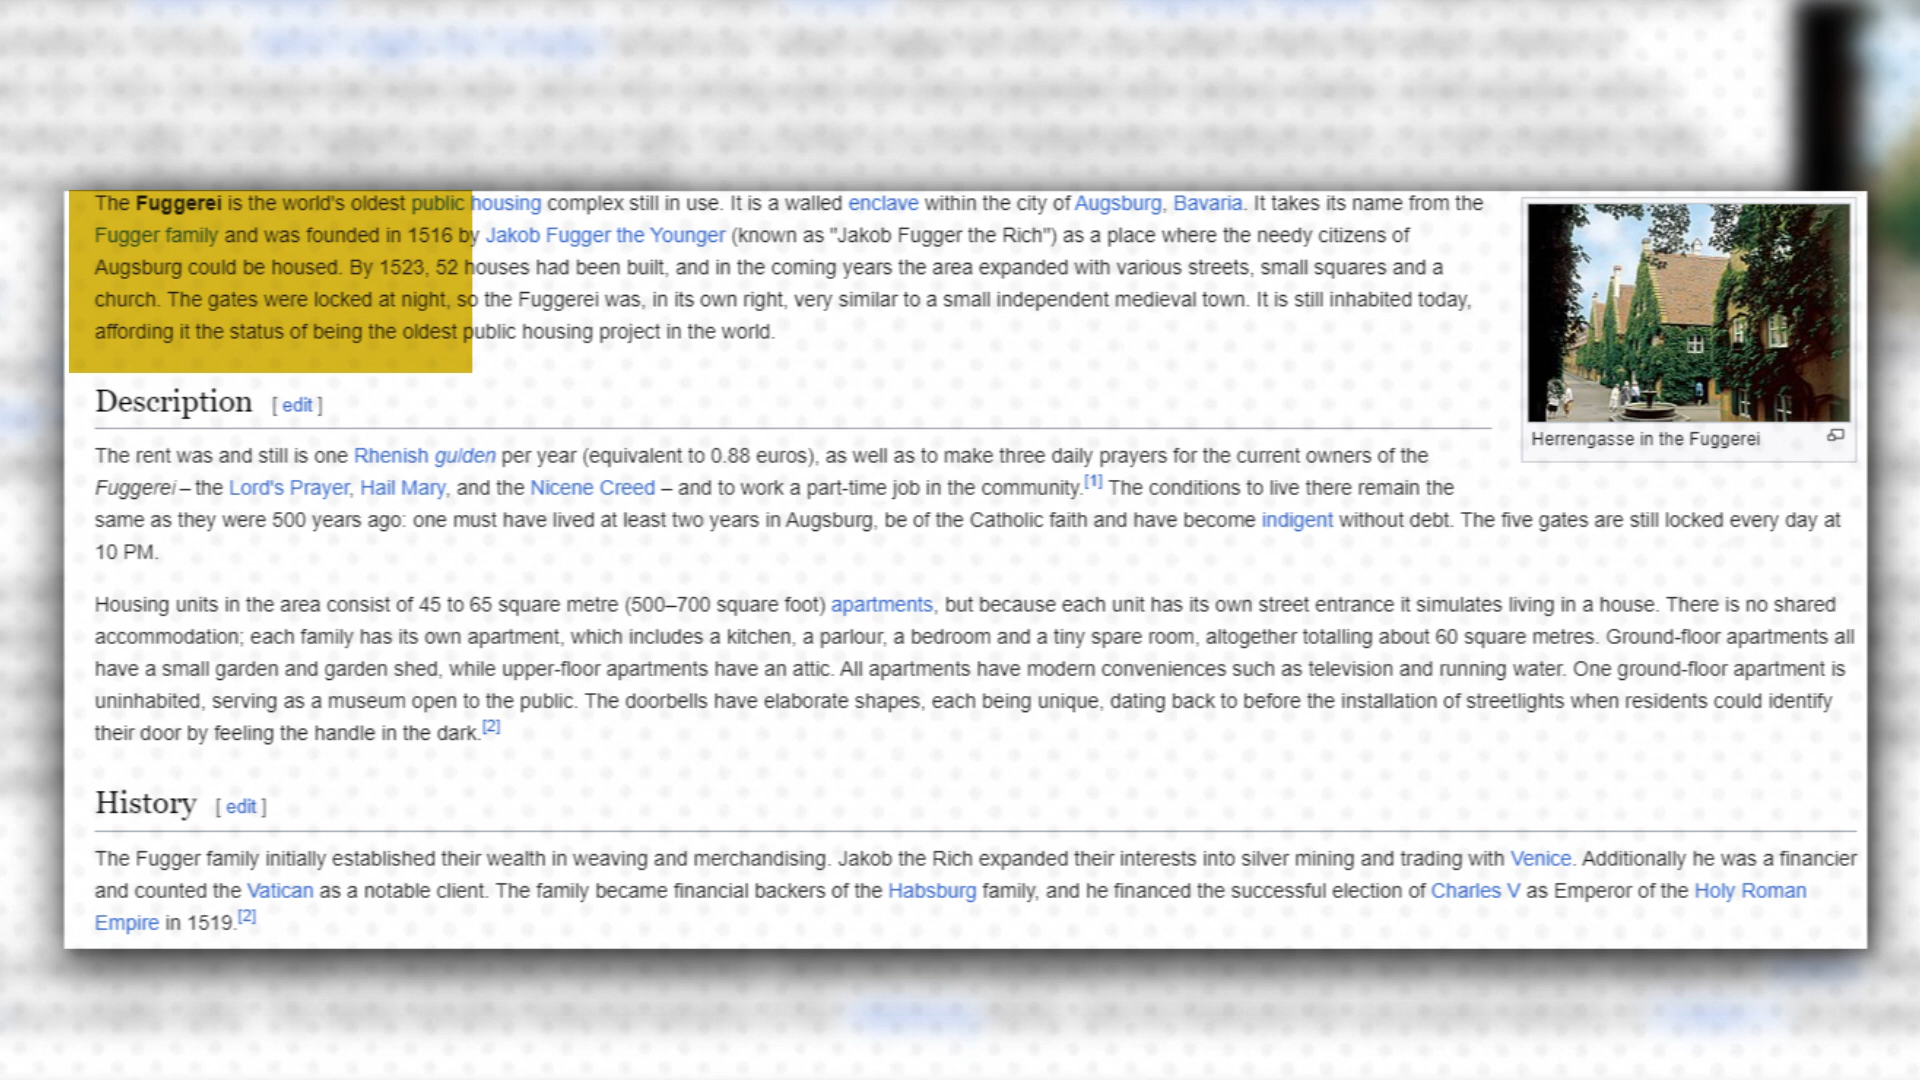 The Fuggerei is the world's oldest public housing complex still in use. It is a walled enclave within the city of Augsburg, Bavaria. It takes its name from the
Fugger family and was founded in 1516 by Jakob Fugger the Younger (known as "Jakob Fugger the Rich") as a place where the needy citizens of
Augsburg could be housed. By 1523, 52 houses had been built, and in the coming years the area expanded with various streets, small squares and a
church. The gates were locked at night, so the Fuggerei was, in its own right, very similar to a small independent medieval town. It is still inhabited today,
affording it the status of being the oldest public housing project in the world.
Herrengasse in the Fuggerei
Description [ edit ]
The rent was and still is one Rhenish gulden per year (equivalent to 0.88 euros), as well as to make three daily prayers for the current owners of the
Fuggerei – the Lord's Prayer, Hail Mary, and the Nicene Creed – and to work a part-time job in the community.[1] The conditions to live there remain the
same as they were 500 years ago: one must have lived at least two years in Augsburg, be of the Catholic faith and have become indigent without debt. The five gates are still locked every day at
10 PM.
Housing units in the area consist of 45 to 65 square metre (500–700 square foot) apartments, but because each unit has its own street entrance it simulates living in a house. There is no shared
accommodation; each family has its own apartment, which includes a kitchen, a parlour, a bedroom and a tiny spare room, altogether totalling about 60 square metres. Ground-floor apartments all
have a small garden and garden shed, while upper-floor apartments have an attic. All apartments have modern conveniences such as television and running water. One ground-floor apartment is
uninhabited, serving as a museum open to the public. The doorbells have elaborate shapes, each being unique, dating back to before the installation of streetlights when residents could identify
their door by feeling the handle in the dark.[2]
History [ edit ]
The Fugger family initially established their wealth in weaving and merchandising. Jakob the Rich expanded their interests into silver mining and trading with Venice. Additionally he was a financier
and counted the Vatican as a notable client. The family became financial backers of the Habsburg family, and he financed the successful election of Charles V as Emperor of the Holy Roman
Empire in 1519.[2]